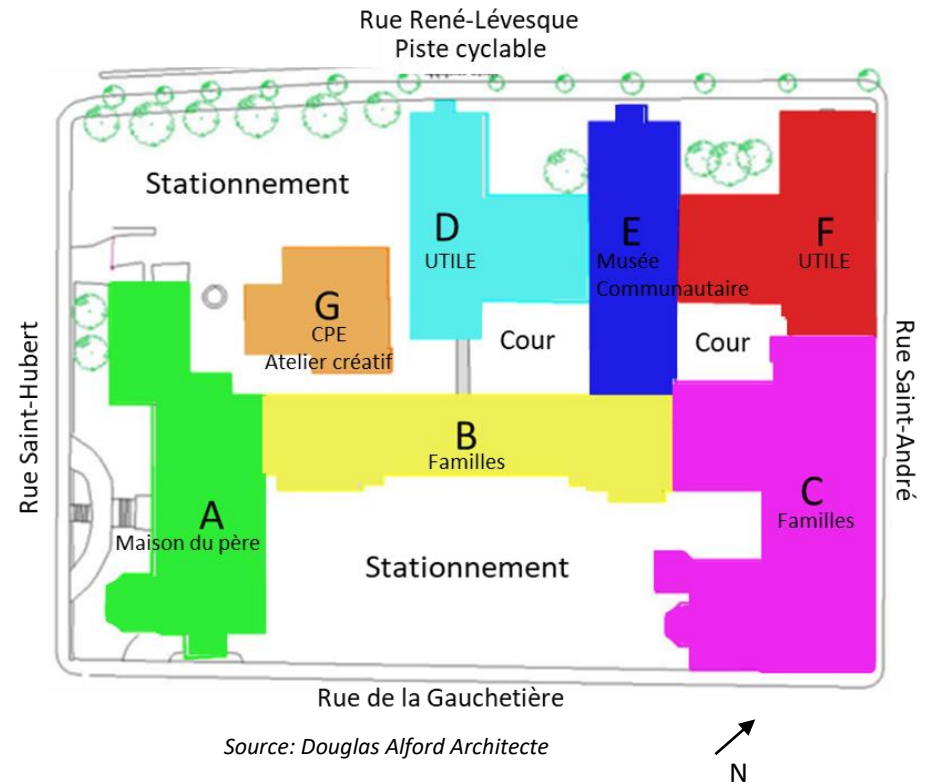 Rue René-Lévesque
Piste cyclable
Stationnement
D
UTILE
E
Musée
Communautaire
F
UTILE
G
CPE
Atelier créatif
Cour
Cour
Rue Saint-Hubert
Rue Saint-André
B
Familles
A
Maison du père
C
Familles
Stationnement
Rue de la Gauchetière
Source: Douglas Alford Architecte
N